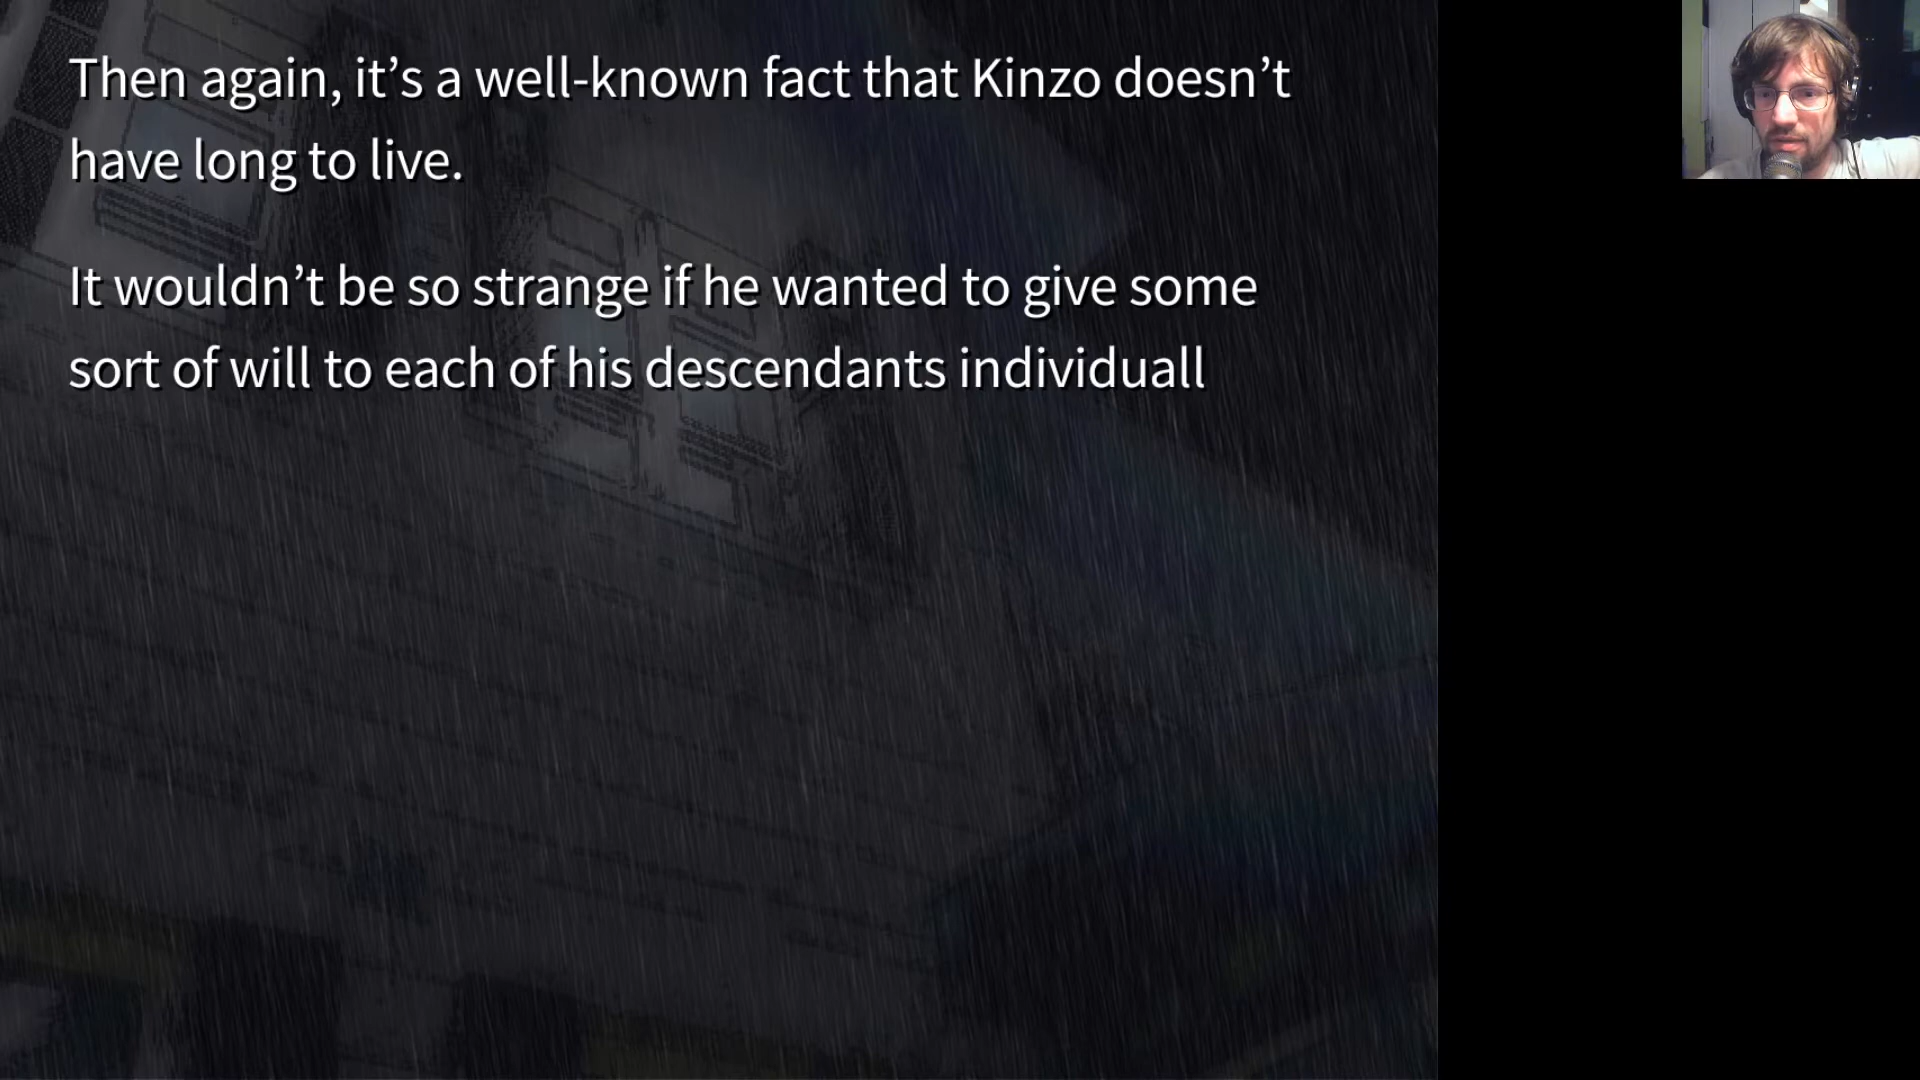 Then again, it’s a well-known fact that Kinzo doesn’t
have long to live.
It wouldn’t be so strange if he wanted to give some
sort of will to each of his descendants individuall